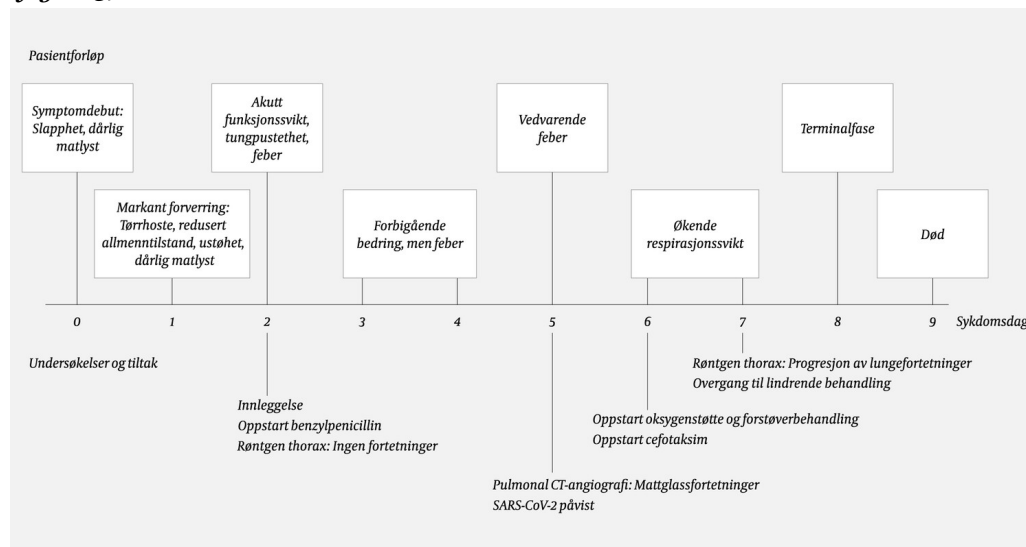 Pasientforløp
Symptomdebut:
Slapphet, dårlig
matlyst
Akutt
funksjonssvikt,
tungpustethet,
feber
Vedvarende
feber
Terminalfase
Markant forverring:
Tørrhoste, redusert
allmenntilstand, ustøhet,
dårlig matlyst
Forbigående
bedring, men feber
Økende
respirasjonssvikt
Død
0 1 2 3 4 5 6 7 8 9 Sykdomsdag
Undersøkelser og tiltak
Røntgen thorax: Progresjon av lungefortetninger
Overgang til lindrende behandling
Innleggelse
Oppstart benzylpenicillin
Røntgen thorax: Ingen fortetninger
Oppstart oksygenstøtte og forstøverbehandling
Oppstart cefotaksim
Pulmonal CT-angiografi: Mattglassfortetninger
SARS-CoV-2 påvist